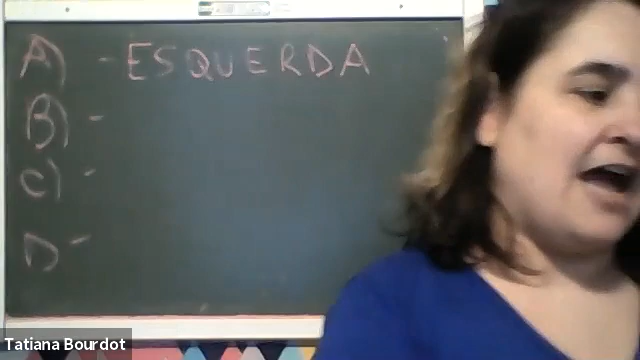 A) - ESQUERDA
B) -
C) -
D -
Tatiana Bourdot